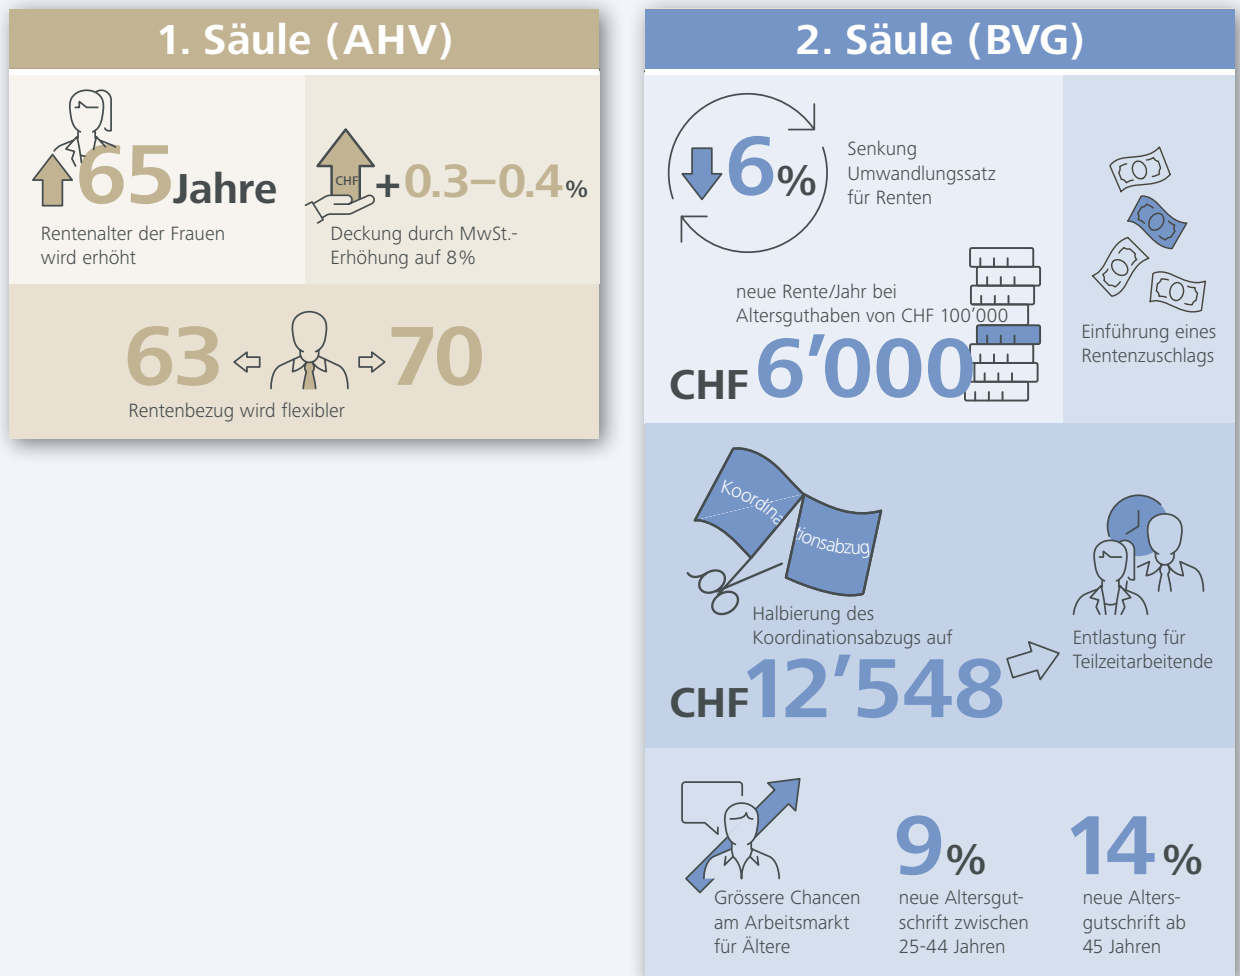 1. Säule (AHV)
65 Jahre
Rentenalter der Frauen
wird erhöht
CHF
+0.3–0.4%
Deckung durch MwSt.-
Erhöhung auf 8%
63
70
Rentenbezug wird flexibler
2. Säule (BVG)
6%
Senkung
Umwandlungssatz
für Renten
neue Rente/Jahr bei
Altersguthaben von CHF 100’000
CHF 6’000
Einführung eines
Rentenzuschlags
Koordina
tionsabzug
Halbierung des
Koordinationsabzugs auf
CHF 12’548
Entlastung für
Teilzeitarbeitende
Grössere Chancen
am Arbeitsmarkt
für Ältere
9%
neue Altersgut-
schrift zwischen
25-44 Jahren
14%
neue Alters-
gutschrift ab
45 Jahren